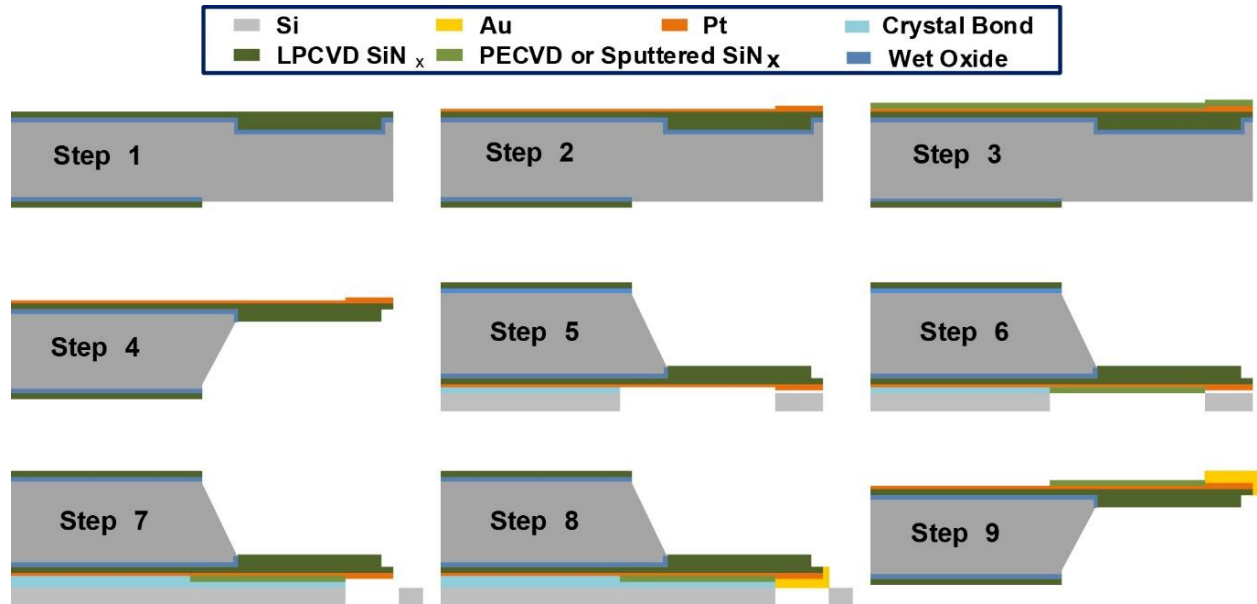 Si Au Pt Crystal Bond
LPCVD SiN x PECVD or Sputtered SiNx Wet Oxide
Step 1 Step 2 Step 3
Step 4 Step 5 Step 6
Step 7 Step 8 Step 9